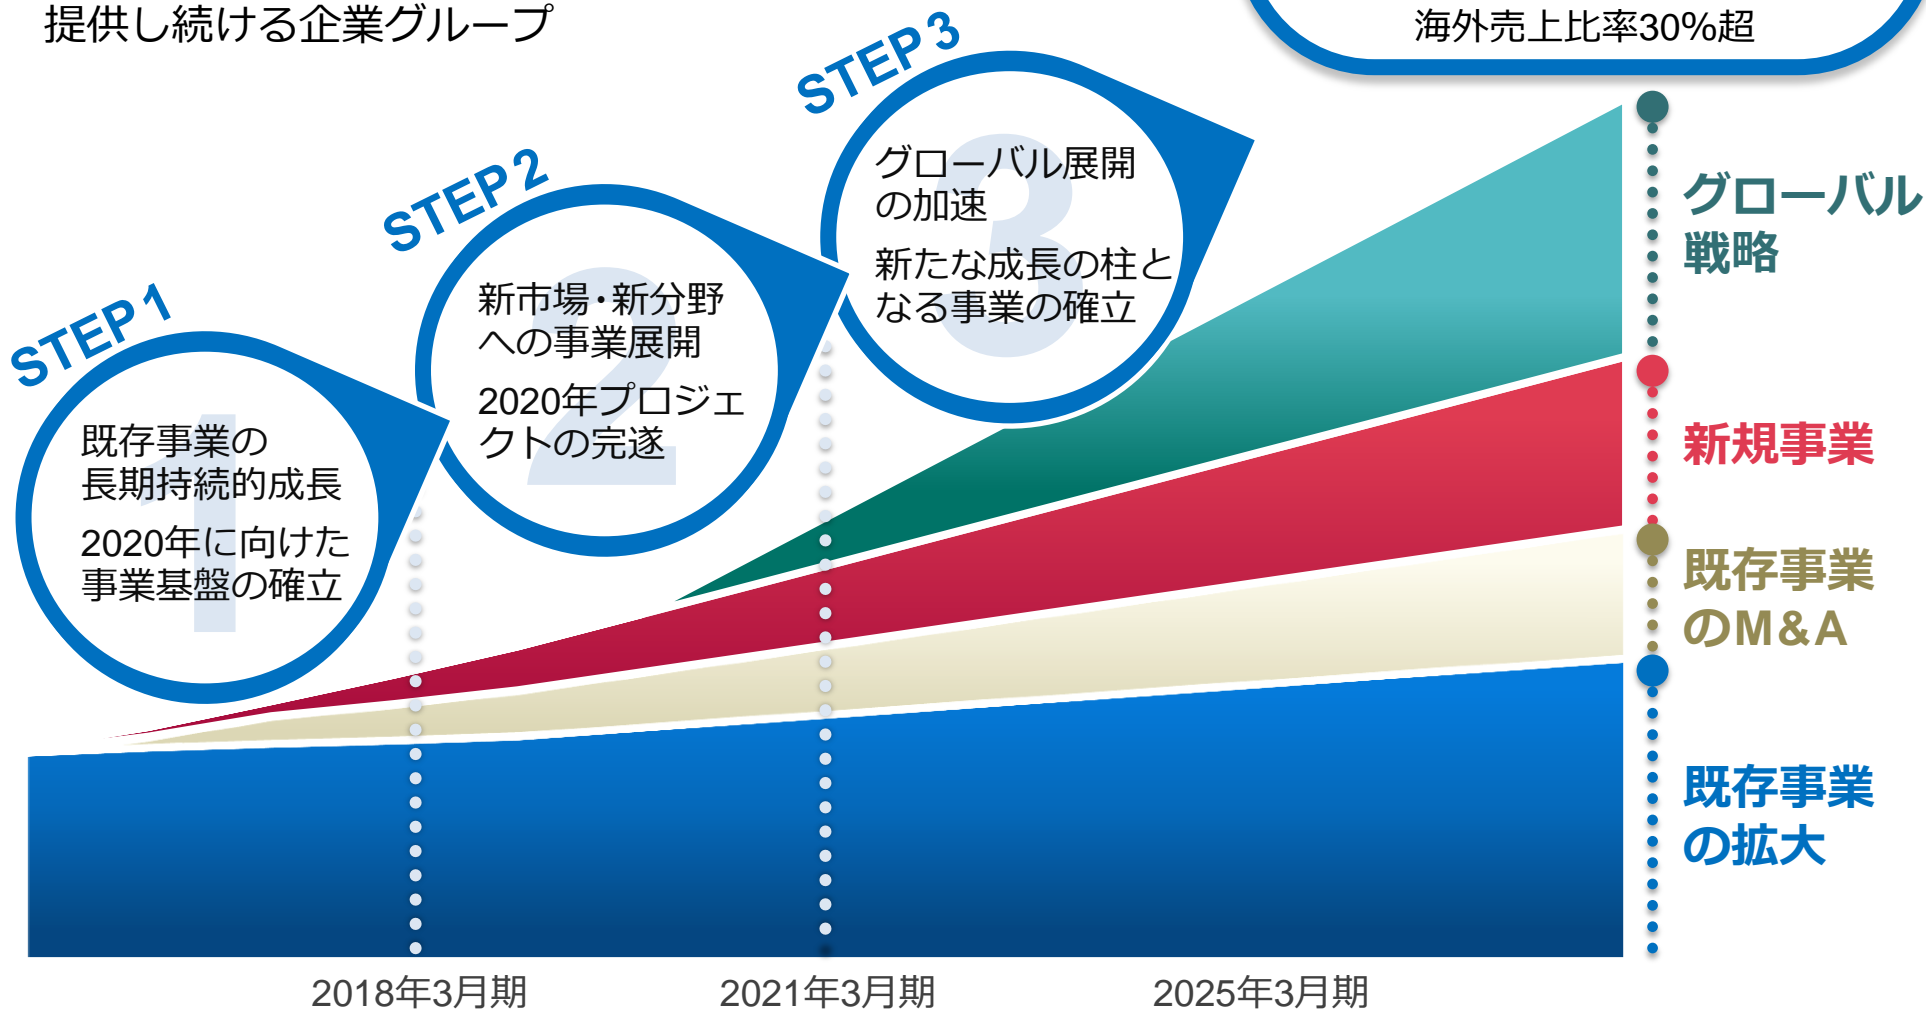 提供し続ける企業グループ
海外売上比率30%超
STEP 1
1
既存事業の
長期持続的成長
2020年に向けた
事業基盤の確立
STEP 2
2
新市場・新分野
への事業展開
2020年プロジェ
クトの完遂
STEP 3
3
グローバル展開
の加速
新たな成長の柱と
なる事業の確立
グローバル
戦略
新規事業
既存事業
のM&A
既存事業
の拡大
2018年3月期
2021年3月期
2025年3月期